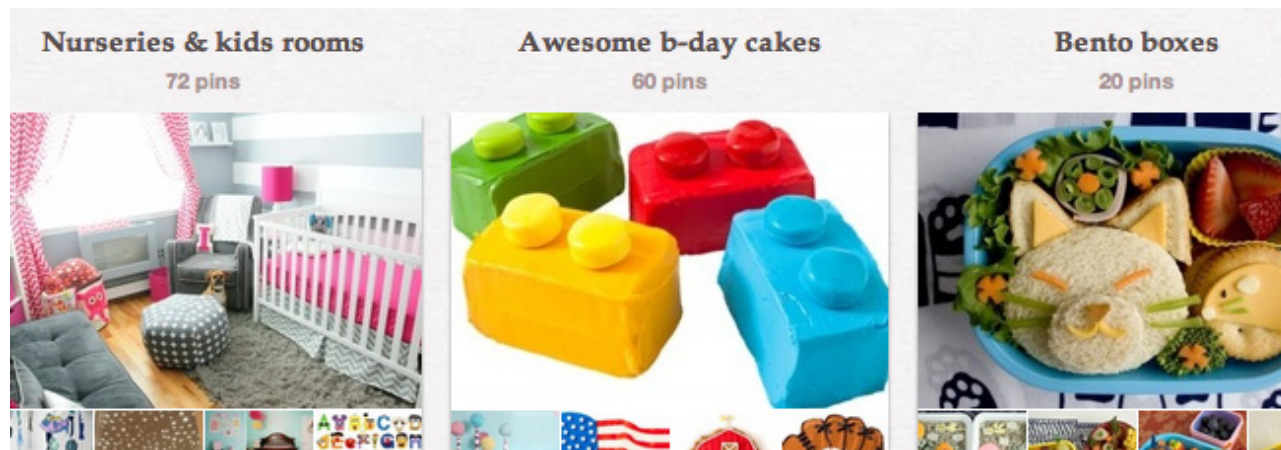 Nurseries & kids rooms
72 pins
Awesome b-day cakes
60 pins
Bento boxes
20 pins